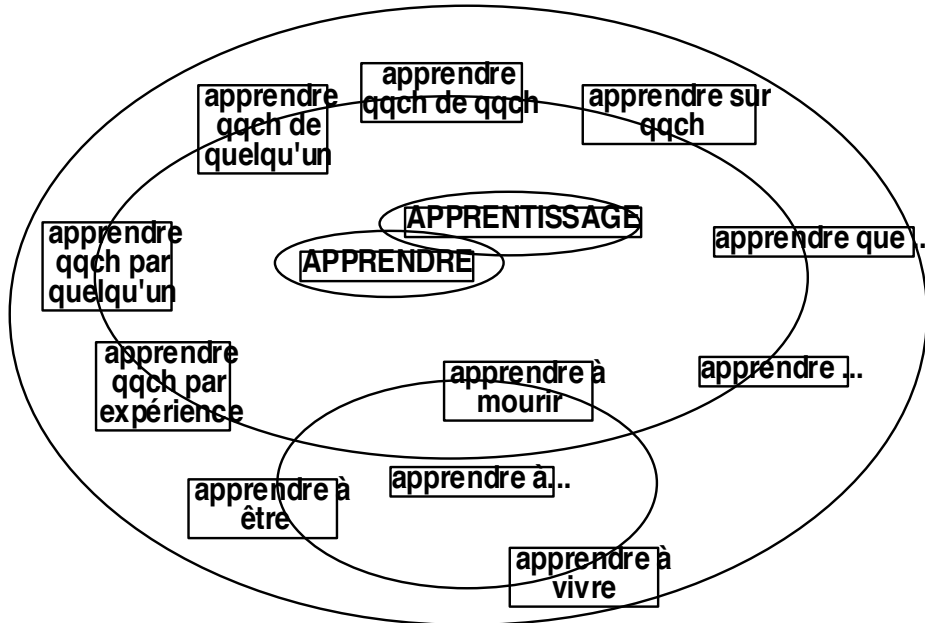 apprendre
qqch de qqch
apprendre
qqch de
quelqu'un
apprendre sur
qqch
APPRENTISSAGE
apprendre
qqch par
quelqu'un
apprendre que ..
APPRENDRE
apprendre
qqch par
expérience
apprendre à
mourir
apprendre ...
apprendre à...
apprendre à
être
apprendre à
vivre